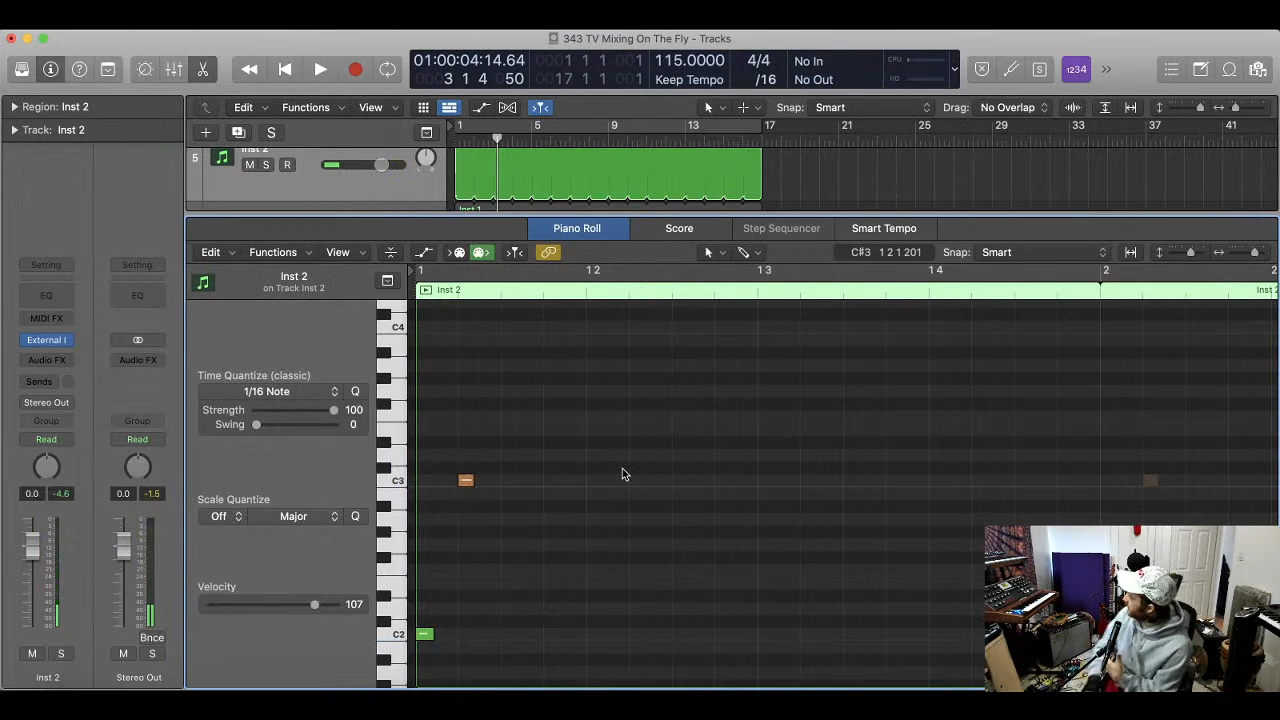 343 TV Mixing On The Fly - Tracks
01:00:04:14.64
3 1 4 50
1 1 1
17 1 1 1
115.0000
Keep Tempo
4/4
/16
No In
No Out
CPU
HD
1234
Region: Inst 2
Track: Inst 2
Edit
Functions
View
Snap: Smart
Drag: No Overlap
S
1 5 9 13 17 21 25 29 33 37 41
5
Inst 2
M S R
Inst 1
Piano Roll
Score
Step Sequencer
Smart Tempo
Edit
Functions
View
C#3 1 2 1 201
Snap: Smart
Inst 2
on Track Inst 2
1 1 2 1 3 1 4 2 2
Inst 2
Inst 2
Setting
Setting
EQ
EQ
MIDI FX
External I
Audio FX
Audio FX
Sends
Stereo Out
Group
Group
Read
Read
0.0 -4.6
0.0 -1.5
Bnce
M S
M S
Inst 2
Stereo Out
Time Quantize (classic)
1/16 Note Q
Strength 100
Swing 0
Scale Quantize
Off Major Q
Velocity
107
C4
C3
C2